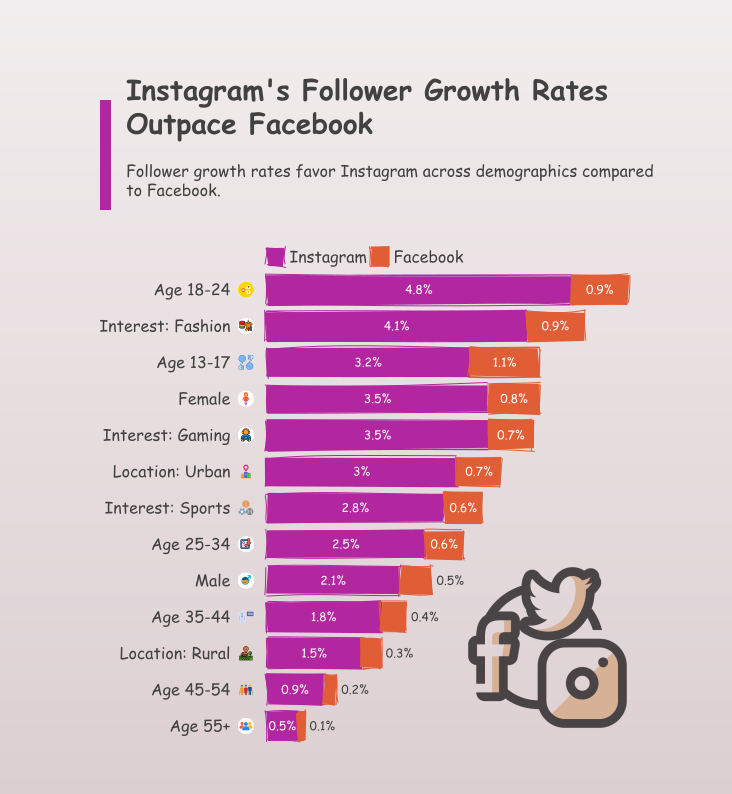 Instagram's Follower Growth Rates
Outpace Facebook
Follower growth rates favor Instagram across demographics compared
to Facebook.
Instagram Facebook
Age 18-24 4.8% 0.9%
Interest: Fashion 4.1% 0.9%
Age 13-17 3.2% 1.1%
Female 3.5% 0.8%
Interest: Gaming 3.5% 0.7%
Location: Urban 3% 0.7%
Interest: Sports 2.8% 0.6%
Age 25-34 2.5% 0.6%
Male 2.1% 0.5%
Age 35-44 1.8% 0.4%
Location: Rural 1.5% 0.3%
Age 45-54 0.9% 0.2%
Age 55+ 0.5% 0.1%